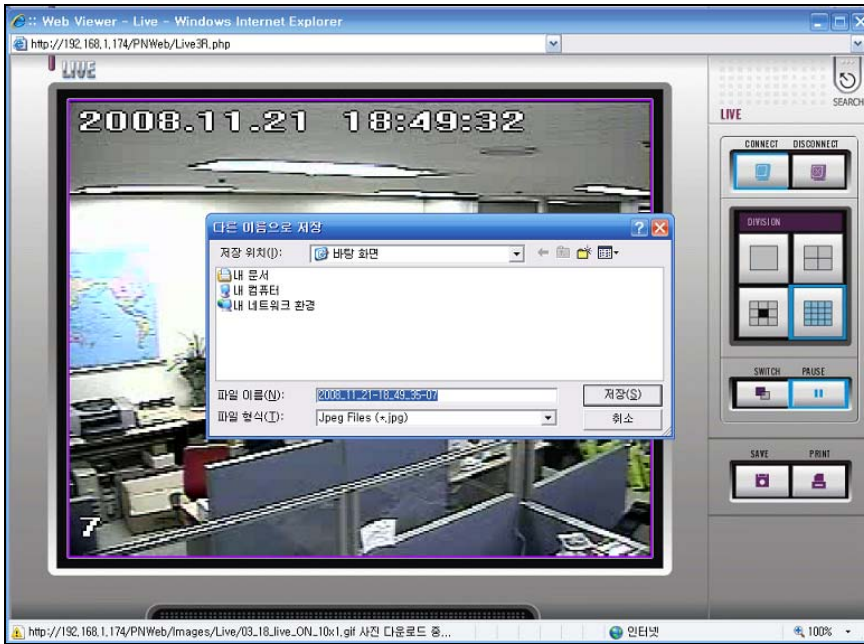 :: Web Viewer - Live - Windows Internet Explorer
http://192.168.1.174/PNWeb/Live3R.php
LIVE
SEARCH
LIVE
2008.11.21 18:49:32
CONNECT DISCONNECT
DIVISION
다른 이름으로 저장
저장 위치(I): 바탕 화면
내 문서
내 컴퓨터
내 네트워크 환경
파일 이름(N): 2008_11_21-18_49_35-07 저장(S)
파일 형식(T): Jpeg Files (*.jpg) 취소
SWITCH PAUSE
SAVE PRINT
7
http://192.168.1.174/PNWeb/Images/Live/03_18_live_ON_10x1.gif 사진 다운로드 중... 인터넷 100%